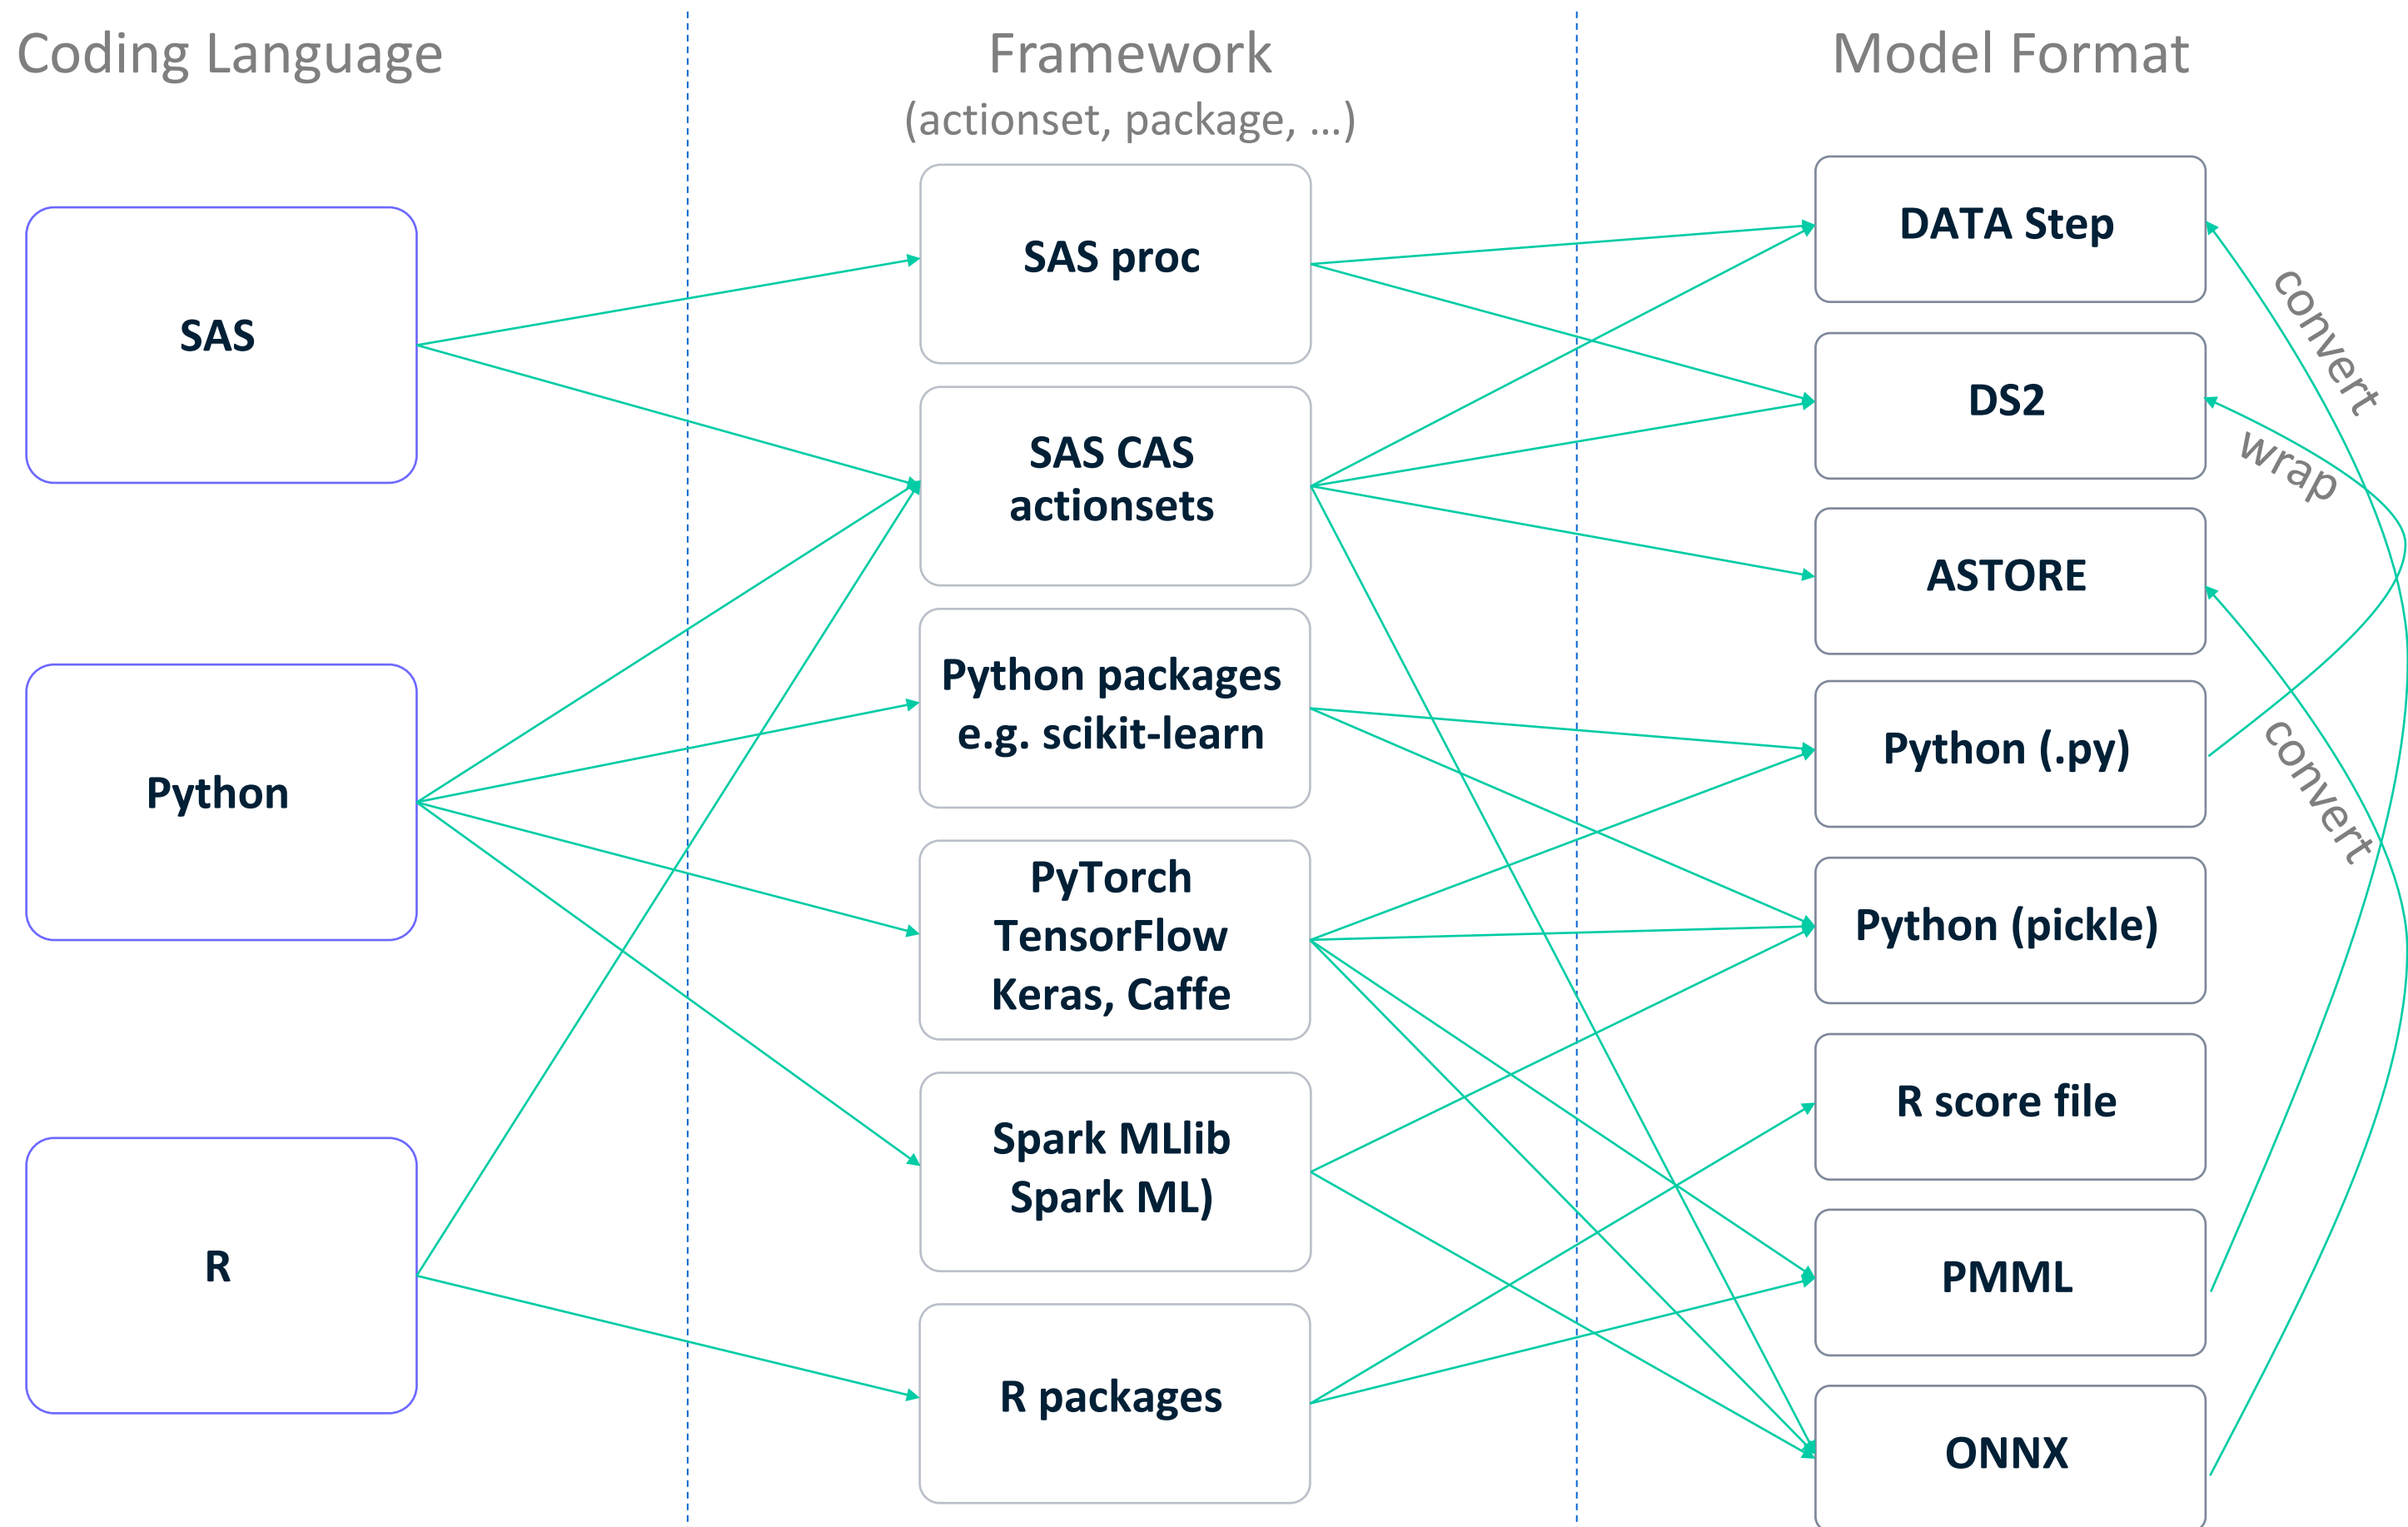 Coding Language
Framework
(actionset, package, ...)
Model Format
SAS
Python
R
SAS proc
SAS CAS
actionsets
Python packages
e.g. scikit-learn
PyTorch
TensorFlow
Keras, Caffe
Spark MLlib
Spark ML)
R packages
DATA Step
DS2
ASTORE
Python (.py)
Python (pickle)
R score file
PMML
ONNX
convert
wrap
convert